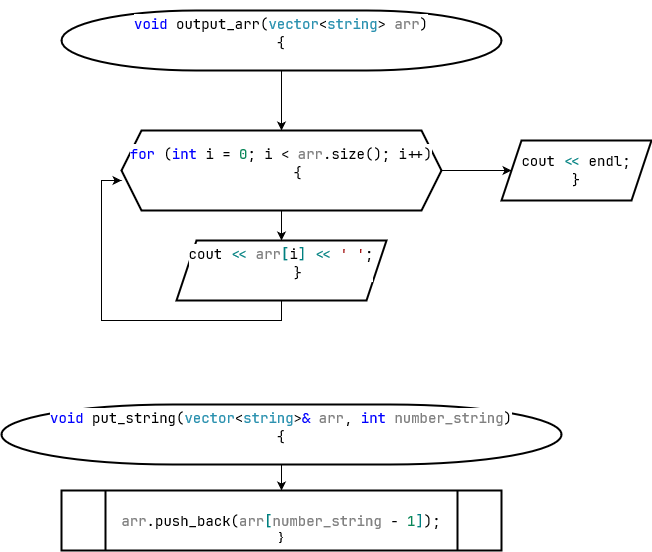 void output_arr(vector<string> arr)
{
for (int i = 0; i < arr.size(); i++)
{
cout << endl;
}
cout << arr[i] << ' ';
}
void put_string(vector<string>& arr, int number_string)
{
arr.push_back(arr[number_string - 1]);
}